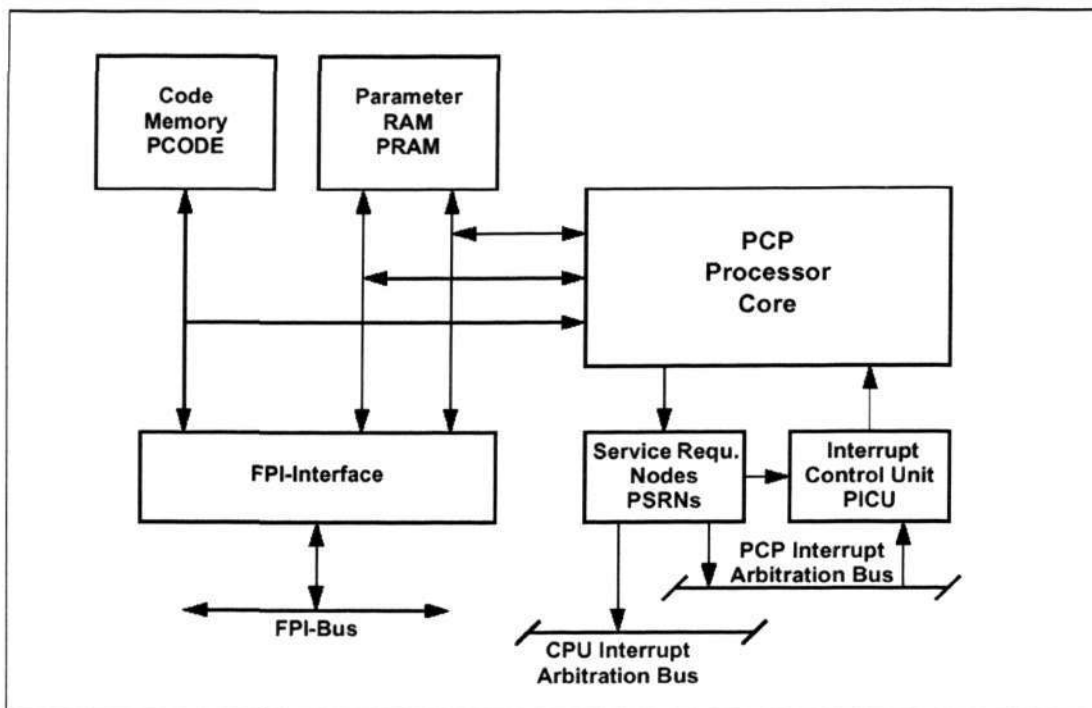 Code
Memory
PCODE
Parameter
RAM
PRAM
PCP
Processor
Core
FPI-Interface
Service Requ.
Nodes
PSRNs
Interrupt
Control Unit
PICU
PCP Interrupt
Arbitration Bus
FPI-Bus
CPU Interrupt
Arbitration Bus